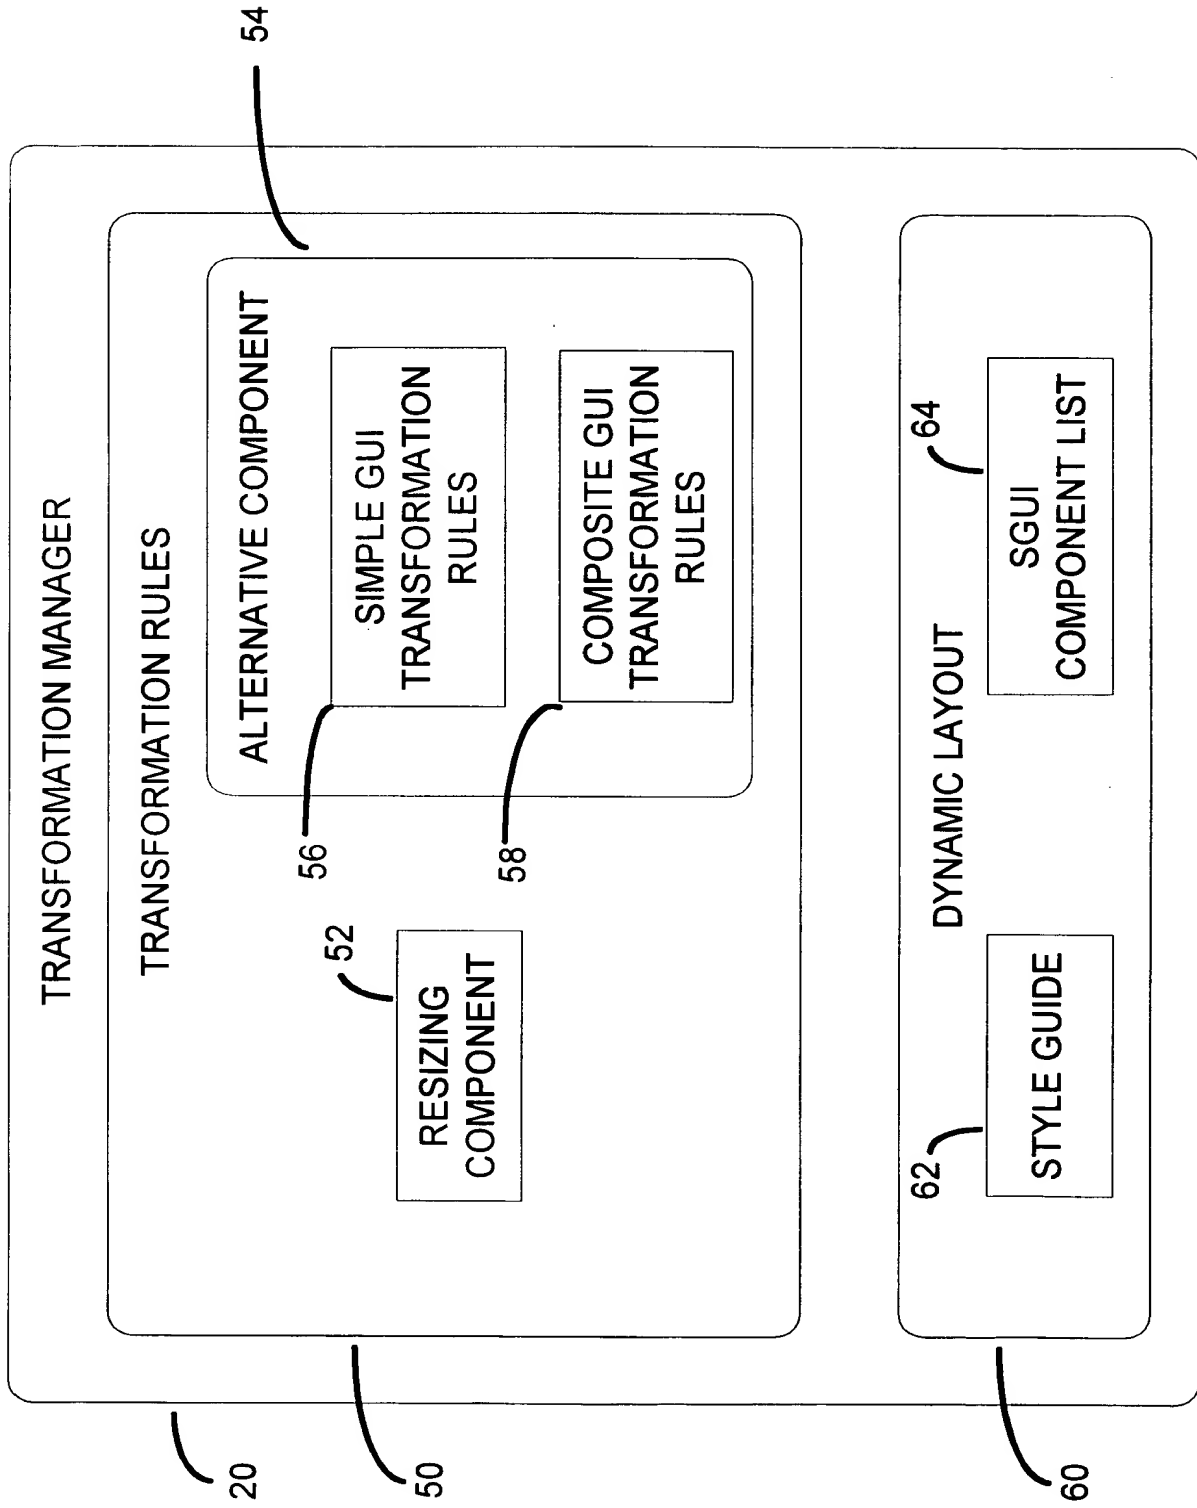 TRANSFORMATION MANAGER
20
TRANSFORMATION RULES
50
RESIZING
COMPONENT
52
ALTERNATIVE COMPONENT
54
SIMPLE GUI
TRANSFORMATION
RULES
56
COMPOSITE GUI
TRANSFORMATION
RULES
58
DYNAMIC LAYOUT
60
STYLE GUIDE
62
SGUI
COMPONENT LIST
64